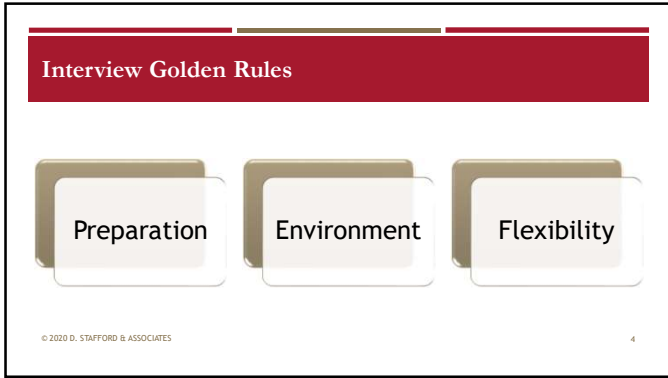 Interview Golden Rules
Preparation
Environment
Flexibility
© 2020 D. STAFFORD & ASSOCIATES
4